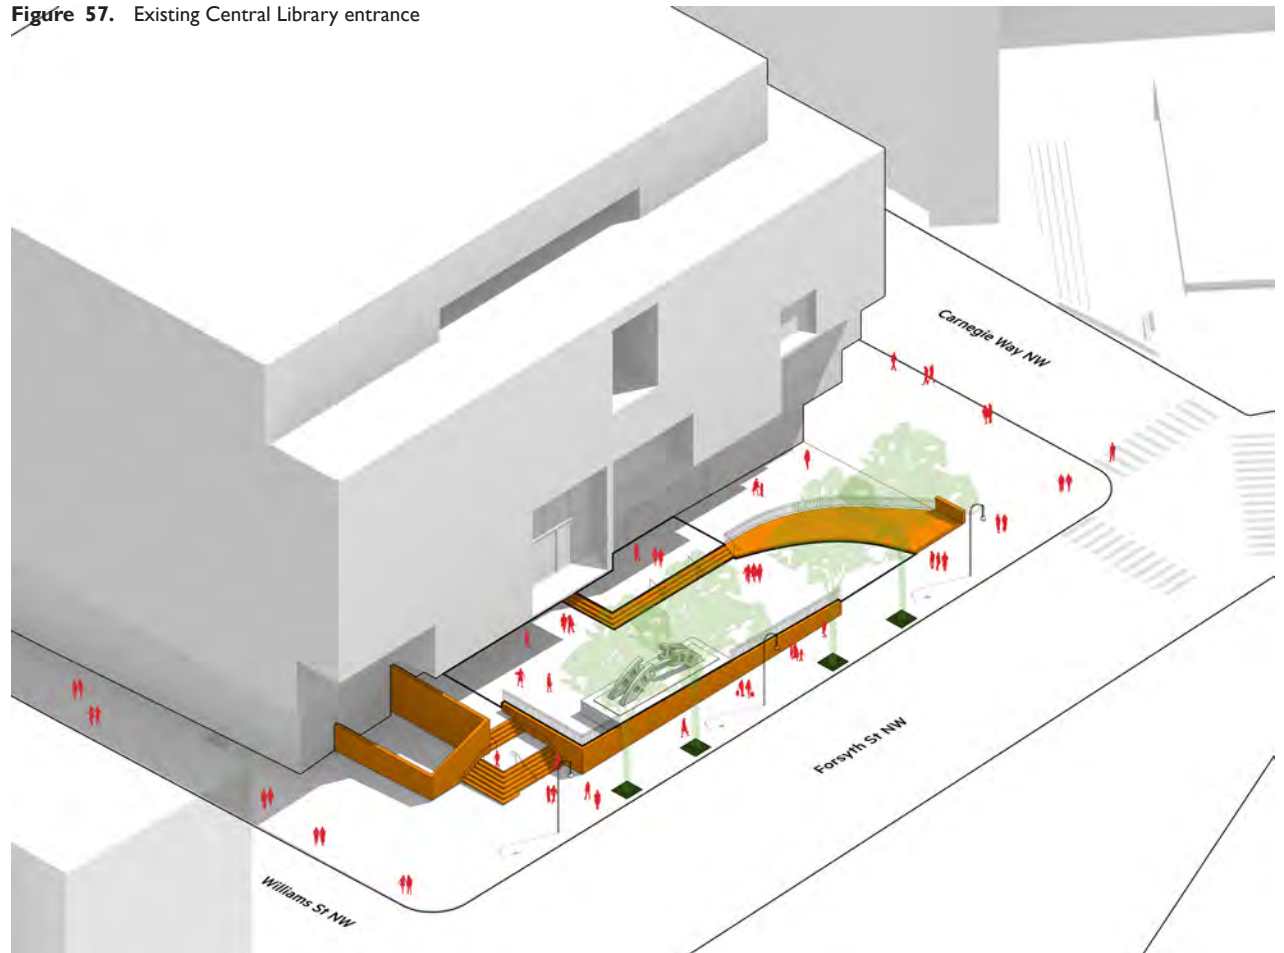 Figure 57. Existing Central Library entrance
Carnegie Way NW
Forsyth St NW
Williams St NW